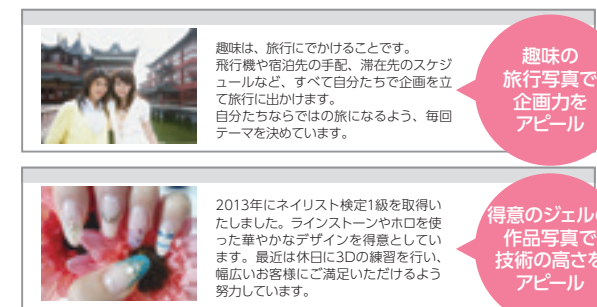 趣味は、旅行にでかけることです。
飛行機や宿泊先の手配、滞在先のスケジ
ュールなど、すべて自分たちで企画を立
て旅行に出かけます。
自分たちならではの旅になるよう、毎回
テーマを決めています。
趣味の
旅行写真で
企画力を
アピール
2013年にネイリスト検定1級を取得い
たしました。ラインストーンやホロを使
った華やかなデザインを得意としてい
ます。最近は休日に3Dの練習を行い、
幅広いお客様にご満足いただけるよう
努力しています。
得意のジェルの
作品写真で
技術の高さを
アピール